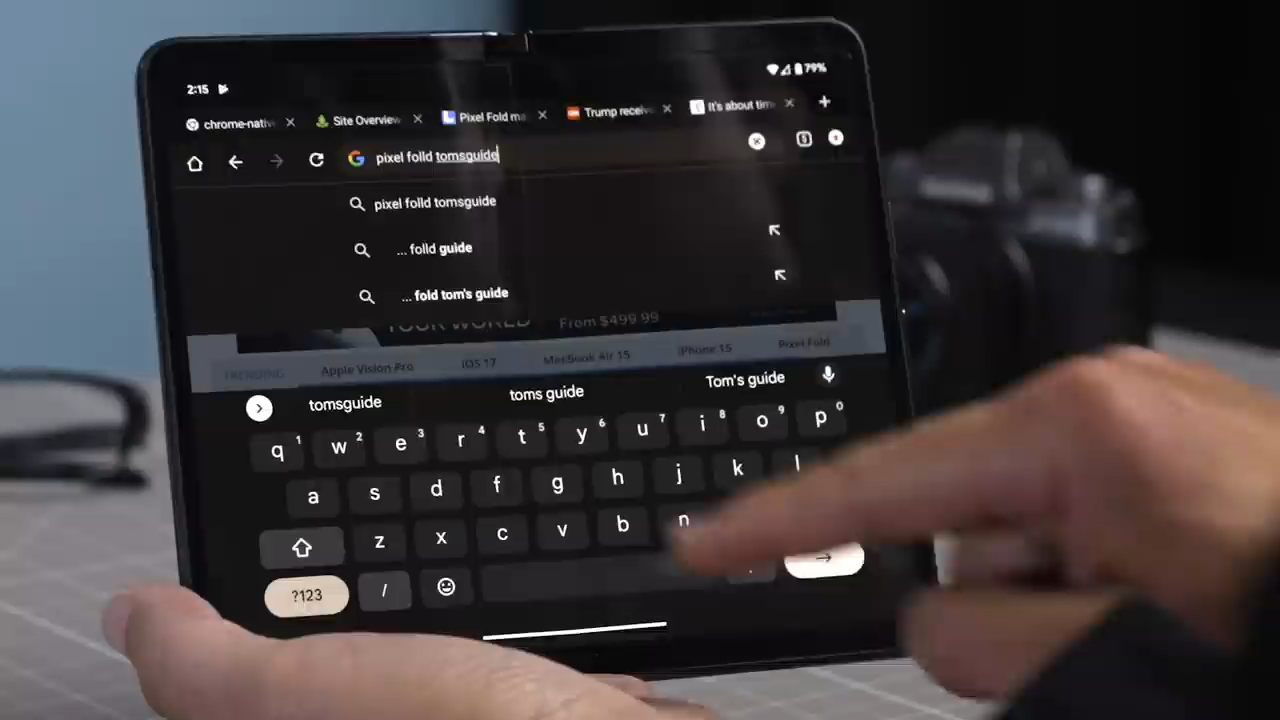 2:15 79%
chrome-nativ Site Overview Pixel Fold ma Trump receiv It's about tim
pixel folld tomsguide
pixel folld tomsguide
... folld guide
... fold tom's guide
YOUR WORLD From $499.99
TRENDING Apple Vision Pro iOS 17 MacBook Air 15 iPhone 15 Pixel Fold
tomsguide toms guide Tom's guide
q 1 w 2 e 3 r 4 t 5 y 6 u 7 i 8 o 9 p 0
a s d f g h j k l
z x c v b n
?123 / .